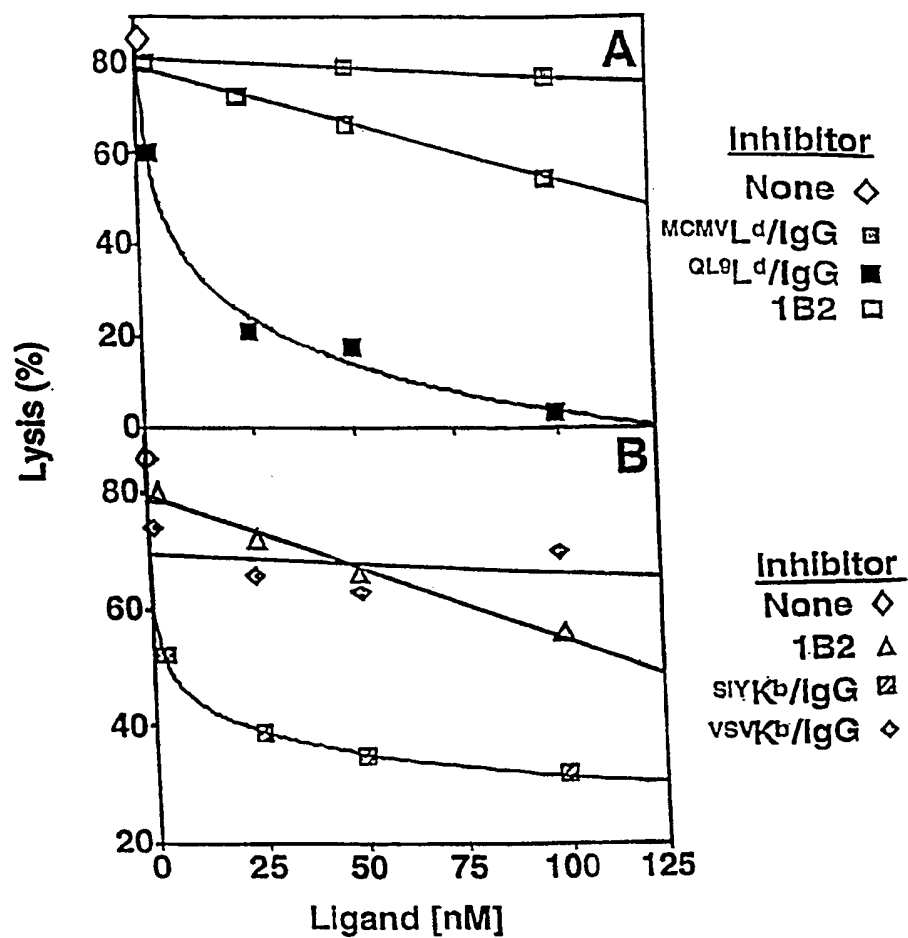 A
80
60
40
20
0
Inhibitor
None
MCMVLd/IgG
QL9Ld/IgG
1B2
Lysis (%)
B
80
60
40
20
Inhibitor
None
1B2
SIYKb/IgG
VSVKb/IgG
0 25 50 75 100 125
Ligand [nM]